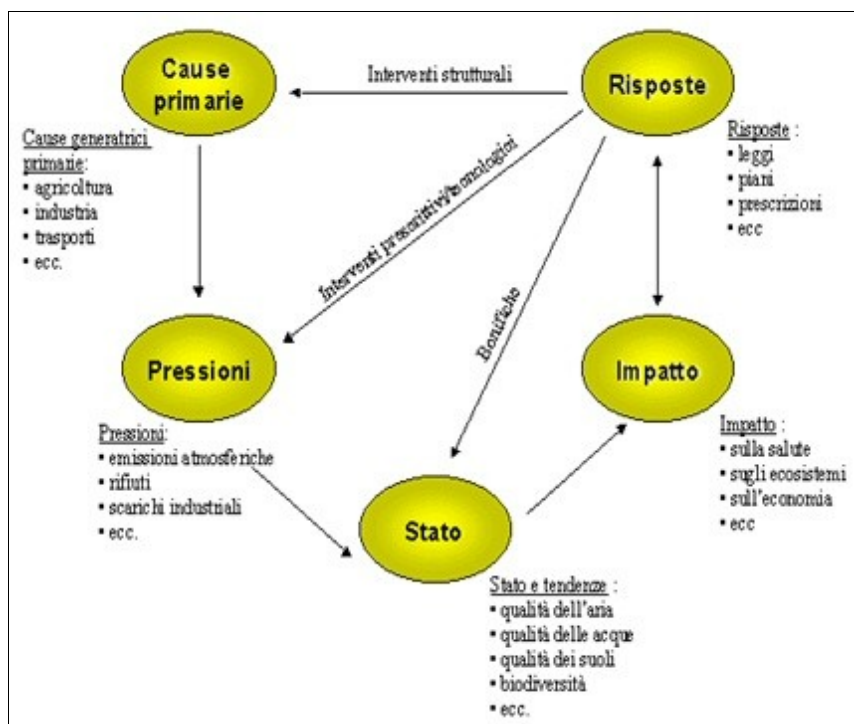 Cause
primarie
Interventi strutturali
Risposte
Cause generatrici
primarie:
▪ agricoltura
▪ industria
▪ trasporti
▪ ecc.
Risposte :
▪ leggi
▪ piani
▪ prescrizioni
▪ ecc
Interventi prescrittivi/tecnologici
Bonifiche
Pressioni
Impatto
Pressioni:
▪ emissioni atmosferiche
▪ rifiuti
▪ scarichi industriali
▪ ecc.
Impatto :
▪ sulla salute
▪ sugli ecosistemi
▪ sull'economia
▪ ecc
Stato
Stato e tendenze :
▪ qualità dell'aria
▪ qualità delle acque
▪ qualità dei suoli
▪ biodiversità
▪ ecc.